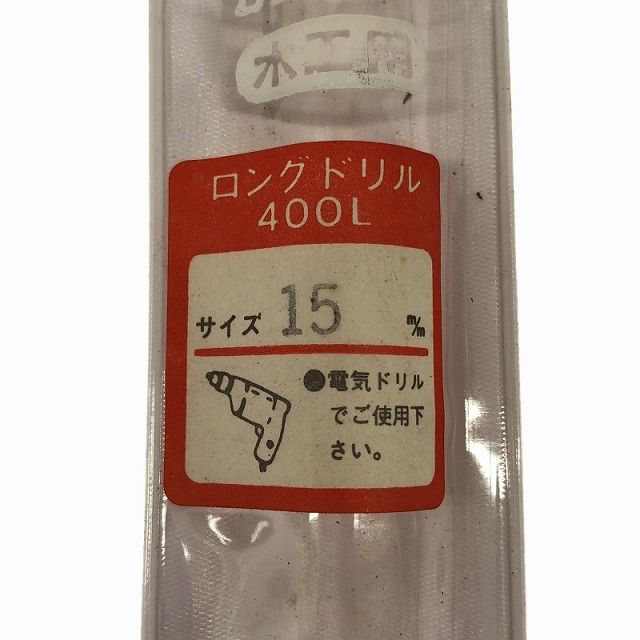 木工用
ロングドリル
400L
サイズ 15 m/m
●電気ドリル
でご使用下
さい。